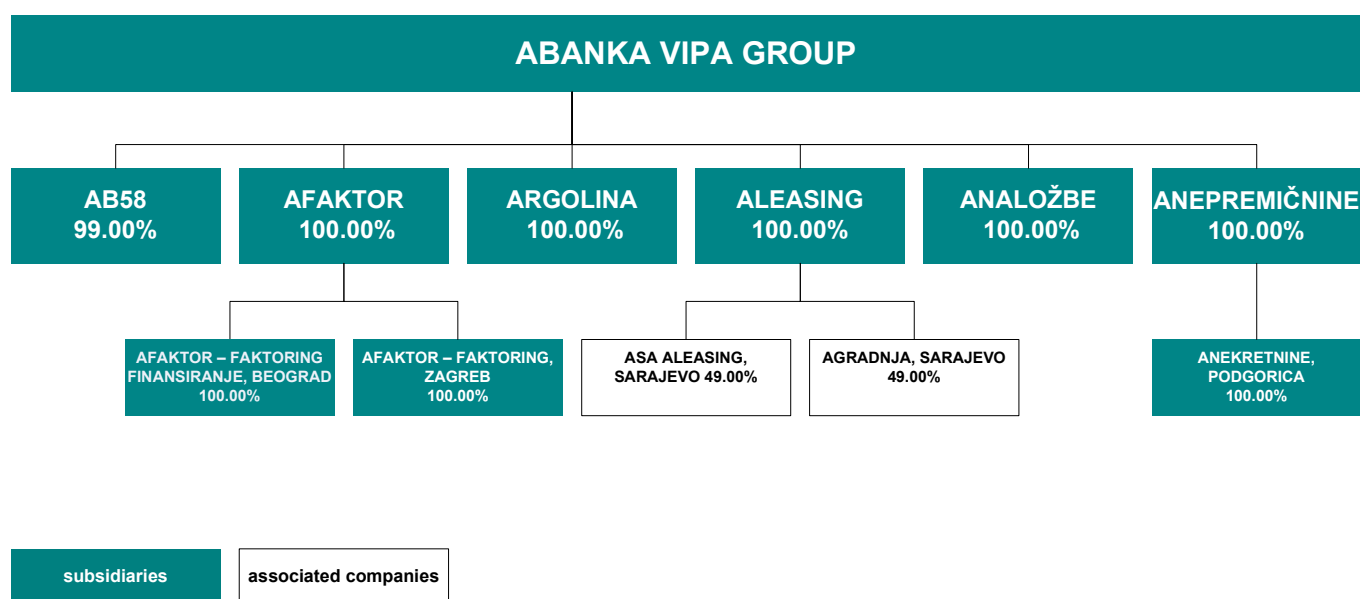 ABANKA VIPA GROUP
AB58
99.00%
AFAKTOR
100.00%
ARGOLINA
100.00%
ALEASING
100.00%
ANALOŽBE
100.00%
ANEPREMIČNINE
100.00%
AFAKTOR – FAKTORING
FINANSIRANJE, BEOGRAD
100.00%
AFAKTOR – FAKTORING,
ZAGREB
100.00%
ASA ALEASING,
SARAJEVO 49.00%
AGRADNJA, SARAJEVO
49.00%
ANEKRETNINE,
PODGORICA
100.00%
subsidiaries
associated companies